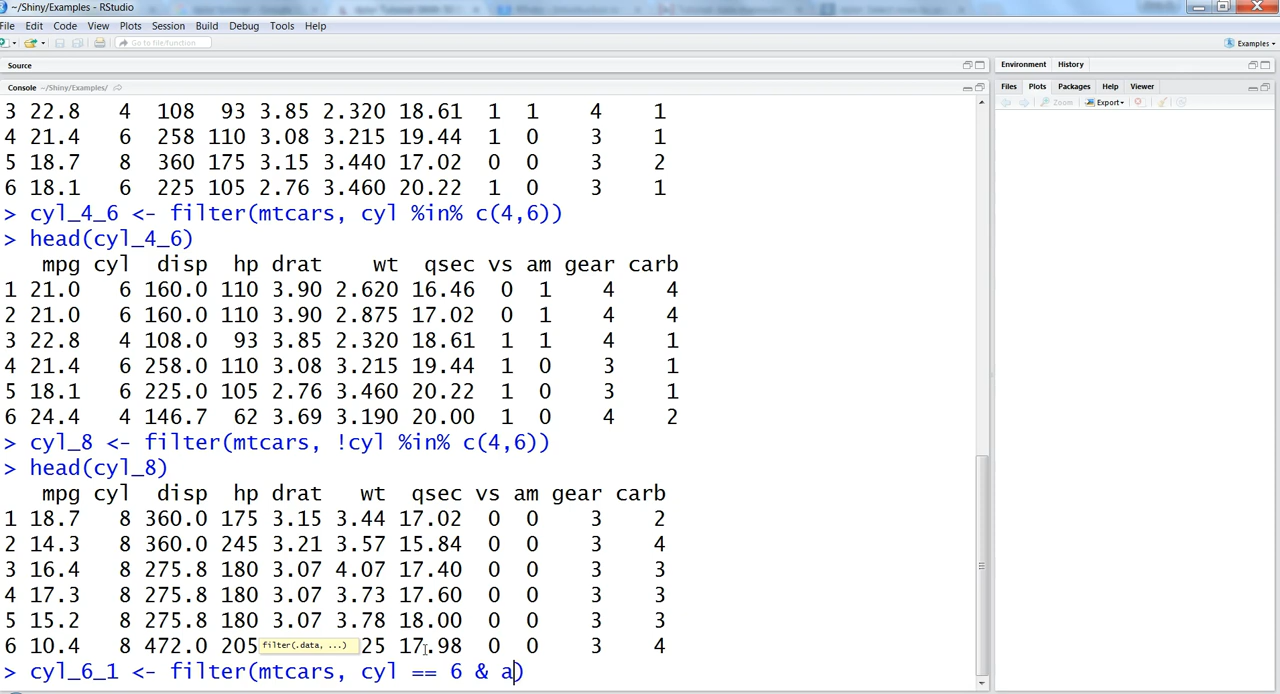 ~/Shiny/Examples - RStudio
File Edit Code View Plots Session Build Debug Tools Help
Go to file/function
Examples
Source
Console ~/Shiny/Examples/
3 22.8 4 108 93 3.85 2.320 18.61 1 1 4 1
4 21.4 6 258 110 3.08 3.215 19.44 1 0 3 1
5 18.7 8 360 175 3.15 3.440 17.02 0 0 3 2
6 18.1 6 225 105 2.76 3.460 20.22 1 0 3 1
> cyl_4_6 <- filter(mtcars, cyl %in% c(4,6))
> head(cyl_4_6)
mpg cyl disp hp drat wt qsec vs am gear carb
1 21.0 6 160.0 110 3.90 2.620 16.46 0 1 4 4
2 21.0 6 160.0 110 3.90 2.875 17.02 0 1 4 4
3 22.8 4 108.0 93 3.85 2.320 18.61 1 1 4 1
4 21.4 6 258.0 110 3.08 3.215 19.44 1 0 3 1
5 18.1 6 225.0 105 2.76 3.460 20.22 1 0 3 1
6 24.4 4 146.7 62 3.69 3.190 20.00 1 0 4 2
> cyl_8 <- filter(mtcars, !cyl %in% c(4,6))
> head(cyl_8)
mpg cyl disp hp drat wt qsec vs am gear carb
1 18.7 8 360.0 175 3.15 3.44 17.02 0 0 3 2
2 14.3 8 360.0 245 3.21 3.57 15.84 0 0 3 4
3 16.4 8 275.8 180 3.07 4.07 17.40 0 0 3 3
4 17.3 8 275.8 180 3.07 3.73 17.60 0 0 3 3
5 15.2 8 275.8 180 3.07 3.78 18.00 0 0 3 3
6 10.4 8 472.0 205 filter(.data, ...) 25 17.98 0 0 3 4
> cyl_6_1 <- filter(mtcars, cyl == 6 & a)
Environment History
Files Plots Packages Help Viewer
Zoom Export